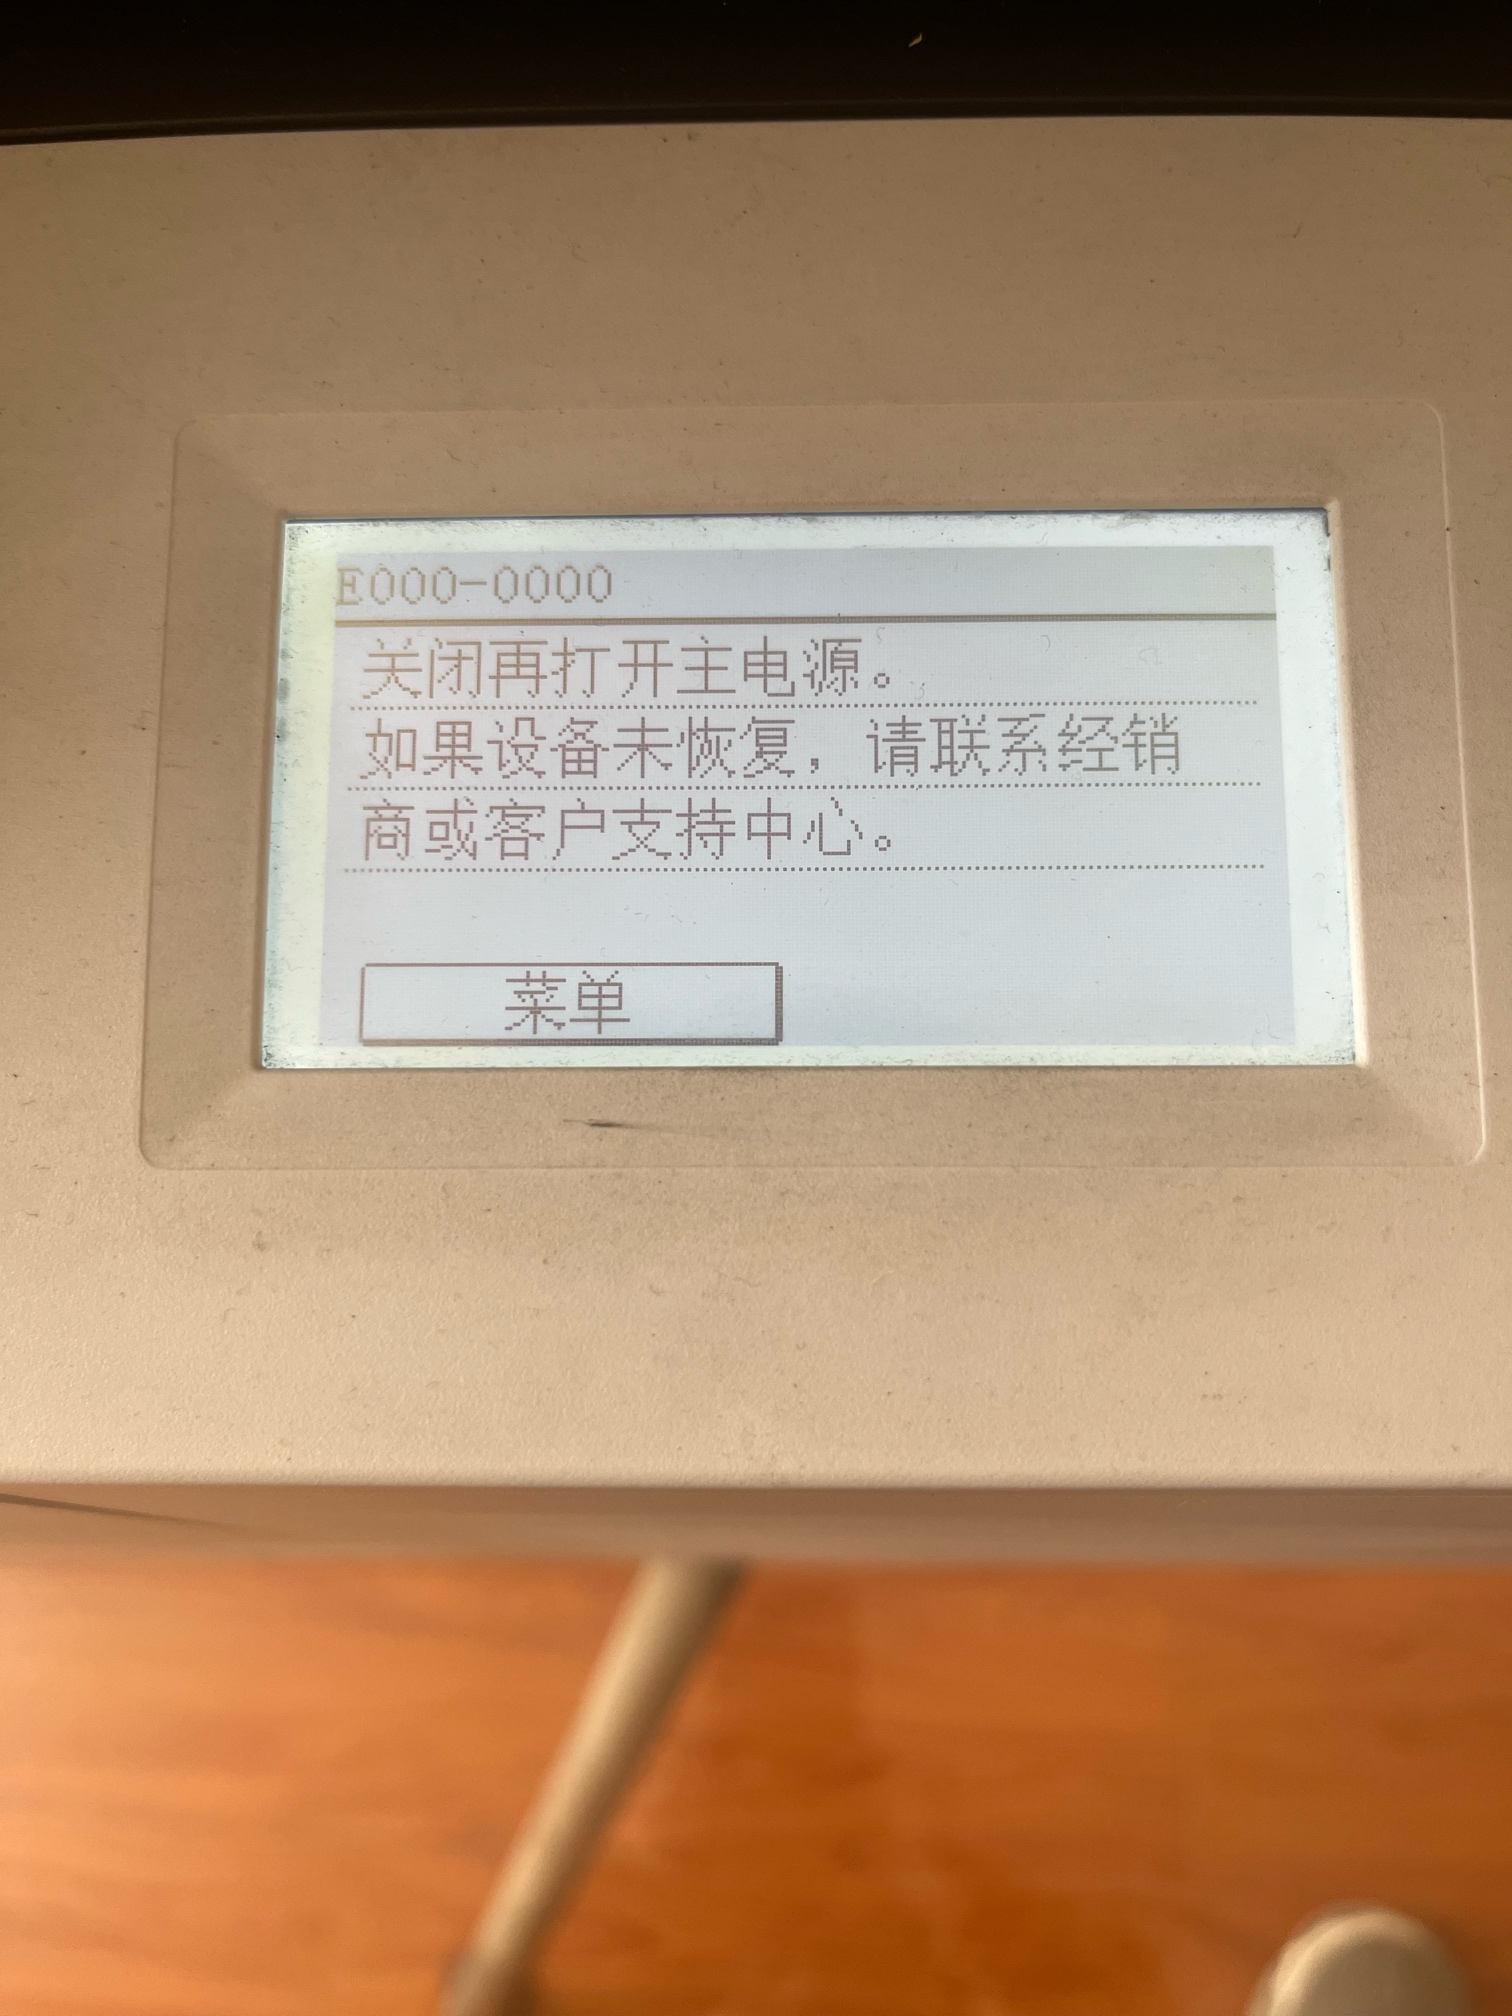 E000-0000
关闭再打开主电源。
如果设备未恢复，请联系经销
商或客户支持中心。
菜单